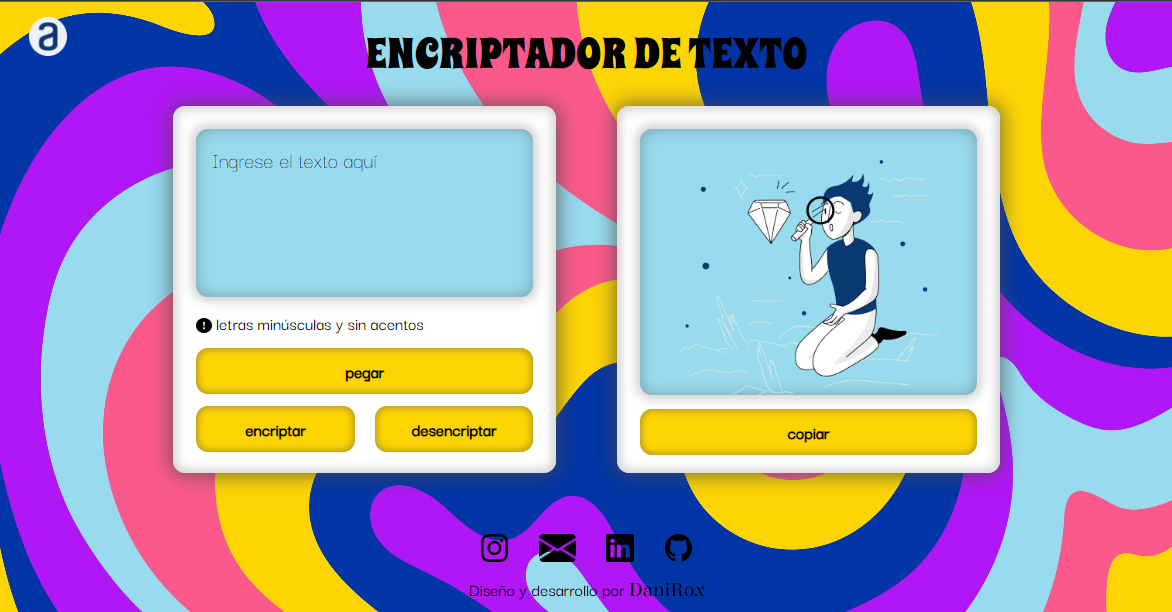 a
ENCRIPTADOR DE TEXTO
Ingrese el texto aquí
letras minúsculas y sin acentos
pegar
encriptar
desencriptar
copiar
in
Diseño y desarrollo por DaniRox